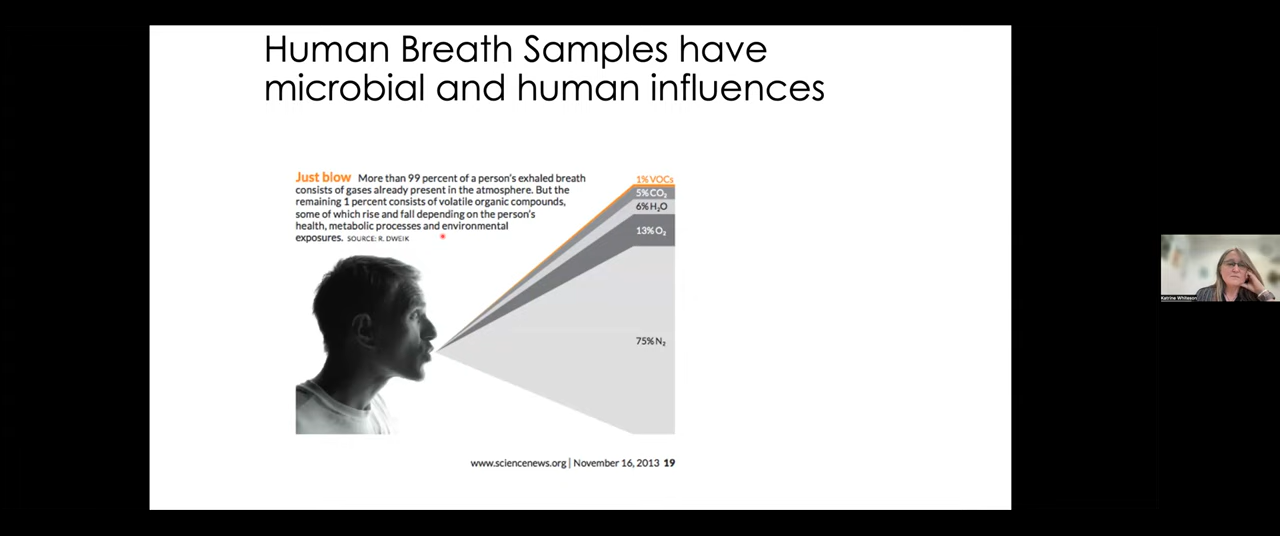 Human Breath Samples have
microbial and human influences
Just blow More than 99 percent of a person's exhaled breath
consists of gases already present in the atmosphere. But the
remaining 1 percent consists of volatile organic compounds,
some of which rise and fall depending on the person's
health, metabolic processes and environmental
exposures. SOURCE: R. DWEIK
1% VOCs
5% CO₂
6% H₂O
13% O₂
75% N₂
www.sciencenews.org | November 16, 2013 19
Katrine Whiteson